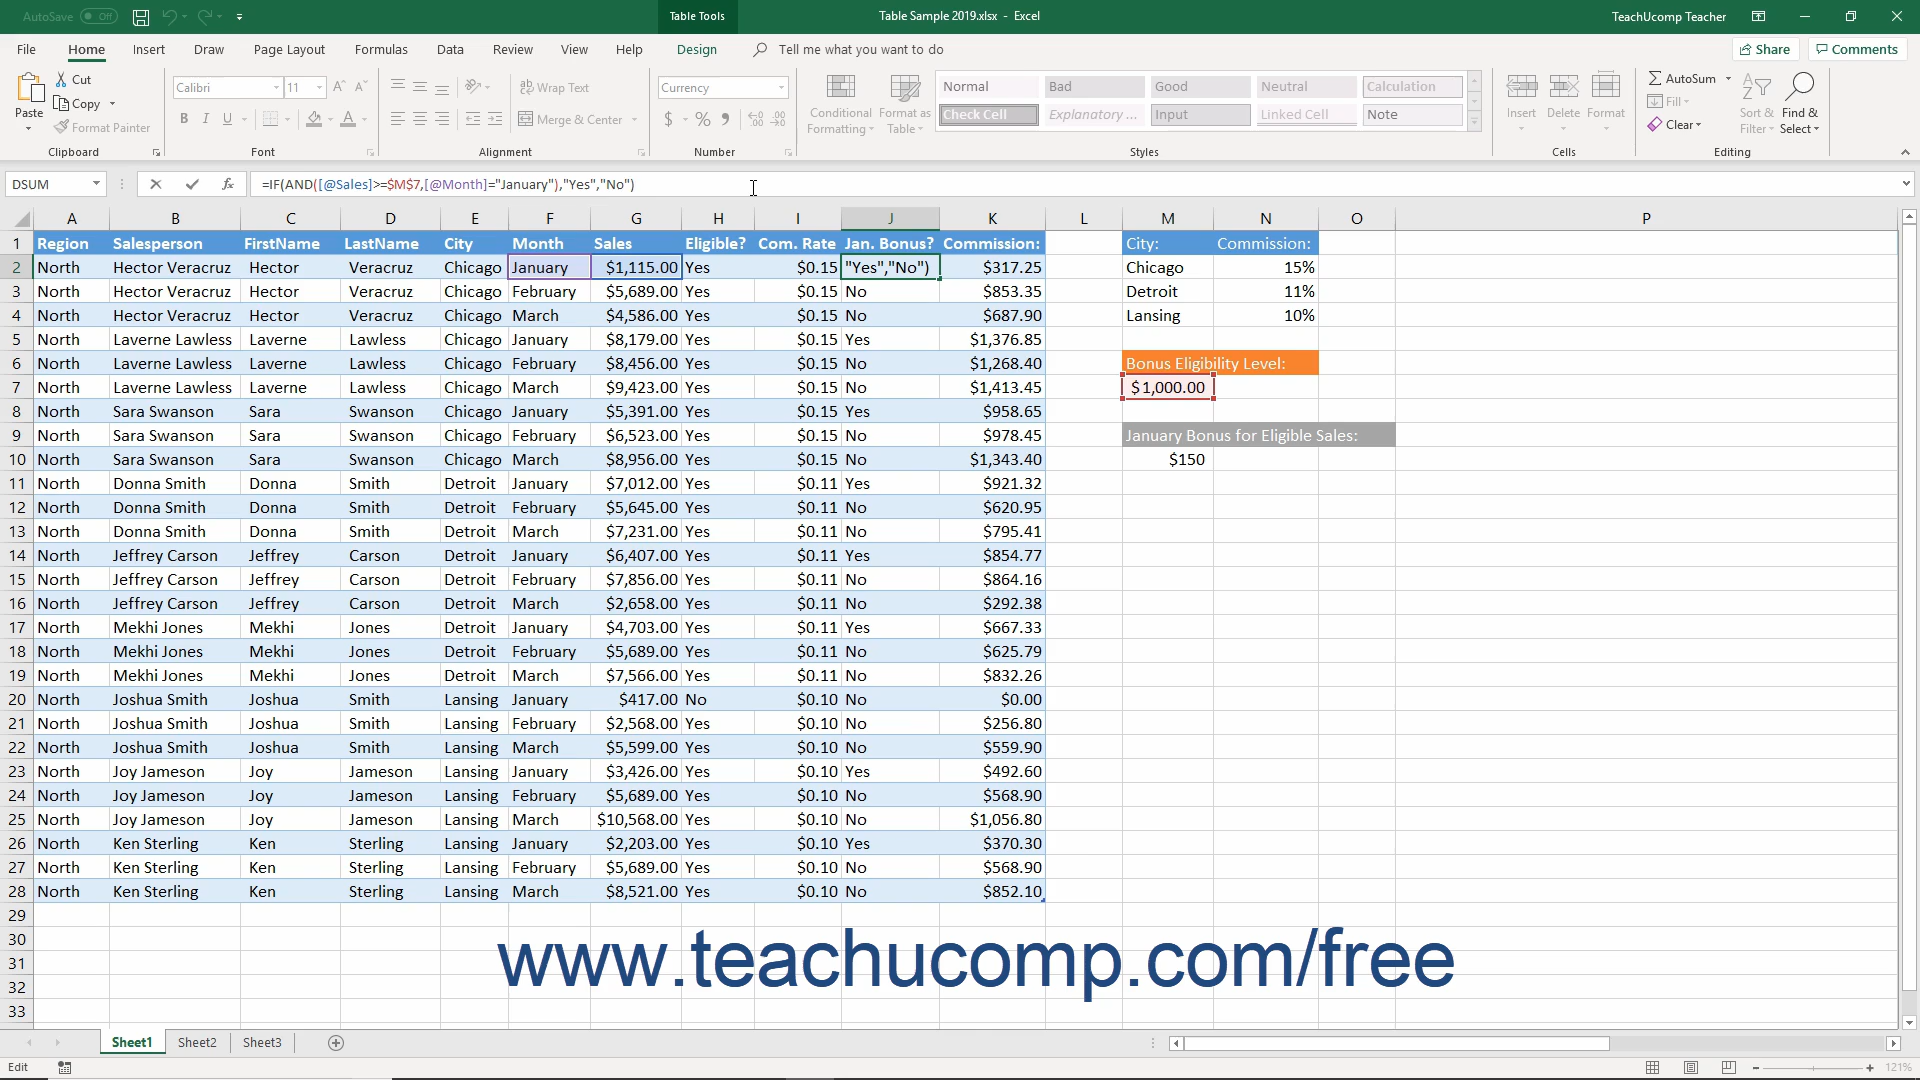 AutoSave Off Table Tools Table Sample 2019.xlsx - Excel TeachUcomp Teacher
File Home Insert Draw Page Layout Formulas Data Review View Help Design Tell me what you want to do Share Comments
Paste Cut Copy Format Painter Clipboard
Calibri 11 B I U A Font
Wrap Text Merge & Center Alignment
Currency $ % Number
Conditional Formatting Format as Table
Normal Bad Good Neutral Calculation
Check Cell Explanatory ... Input Linked Cell Note
Styles
Insert Delete Format Cells
AutoSum Fill Clear Sort & Filter Find & Select Editing
DSUM fx =IF(AND([@Sales]>=$M$7,[@Month]="January"),"Yes","No")
A B C D E F G H I J K L M N O P
1 Region Salesperson FirstName LastName City Month Sales Eligible? Com. Rate Jan. Bonus? Commission: City: Commission:
2 North Hector Veracruz Hector Veracruz Chicago January $1,115.00 Yes $0.15 "Yes","No") $317.25 Chicago 15%
3 North Hector Veracruz Hector Veracruz Chicago February $5,689.00 Yes $0.15 No $853.35 Detroit 11%
4 North Hector Veracruz Hector Veracruz Chicago March $4,586.00 Yes $0.15 No $687.90 Lansing 10%
5 North Laverne Lawless Laverne Lawless Chicago January $8,179.00 Yes $0.15 Yes $1,376.85
6 North Laverne Lawless Laverne Lawless Chicago February $8,456.00 Yes $0.15 No $1,268.40 Bonus Eligibility Level:
7 North Laverne Lawless Laverne Lawless Chicago March $9,423.00 Yes $0.15 No $1,413.45 $1,000.00
8 North Sara Swanson Sara Swanson Chicago January $5,391.00 Yes $0.15 Yes $958.65
9 North Sara Swanson Sara Swanson Chicago February $6,523.00 Yes $0.15 No $978.45 January Bonus for Eligible Sales:
10 North Sara Swanson Sara Swanson Chicago March $8,956.00 Yes $0.15 No $1,343.40 $150
11 North Donna Smith Donna Smith Detroit January $7,012.00 Yes $0.11 Yes $921.32
12 North Donna Smith Donna Smith Detroit February $5,645.00 Yes $0.11 No $620.95
13 North Donna Smith Donna Smith Detroit March $7,231.00 Yes $0.11 No $795.41
14 North Jeffrey Carson Jeffrey Carson Detroit January $6,407.00 Yes $0.11 Yes $854.77
15 North Jeffrey Carson Jeffrey Carson Detroit February $7,856.00 Yes $0.11 No $864.16
16 North Jeffrey Carson Jeffrey Carson Detroit March $2,658.00 Yes $0.11 No $292.38
17 North Mekhi Jones Mekhi Jones Detroit January $4,703.00 Yes $0.11 Yes $667.33
18 North Mekhi Jones Mekhi Jones Detroit February $5,689.00 Yes $0.11 No $625.79
19 North Mekhi Jones Mekhi Jones Detroit March $7,566.00 Yes $0.11 No $832.26
20 North Joshua Smith Joshua Smith Lansing January $417.00 No $0.10 No $0.00
21 North Joshua Smith Joshua Smith Lansing February $2,568.00 Yes $0.10 No $256.80
22 North Joshua Smith Joshua Smith Lansing March $5,599.00 Yes $0.10 No $559.90
23 North Joy Jameson Joy Jameson Lansing January $3,426.00 Yes $0.10 Yes $492.60
24 North Joy Jameson Joy Jameson Lansing February $5,689.00 Yes $0.10 No $568.90
25 North Joy Jameson Joy Jameson Lansing March $10,568.00 Yes $0.10 No $1,056.80
26 North Ken Sterling Ken Sterling Lansing January $2,203.00 Yes $0.10 Yes $370.30
27 North Ken Sterling Ken Sterling Lansing February $5,689.00 Yes $0.10 No $568.90
28 North Ken Sterling Ken Sterling Lansing March $8,521.00 Yes $0.10 No $852.10
29
30
31
32
33
www.teachucomp.com/free
Sheet1 Sheet2 Sheet3
Edit 121%